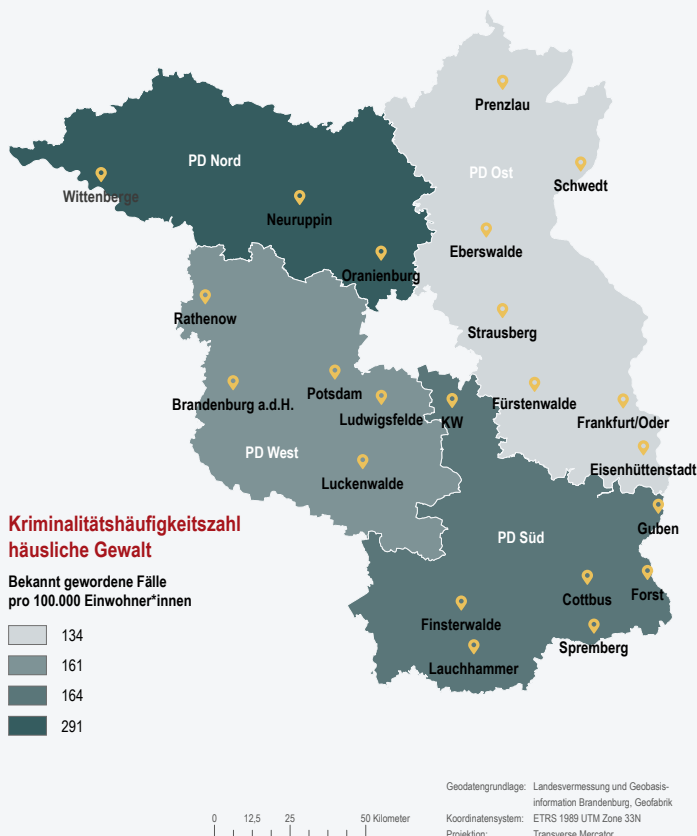 Prenzlau
PD Nord
PD Ost
Schwedt
Wittenberge
Neuruppin
Eberswalde
Oranienburg
Rathenow
Strausberg
Potsdam
Fürstenwalde
Brandenburg a.d.H.
Ludwigsfelde
KW
Frankfurt/Oder
PD West
Eisenhüttenstadt
Luckenwalde
Kriminalitätshäufigkeitszahl
häusliche Gewalt
Guben
PD Süd
Bekannt gewordene Fälle
pro 100.000 Einwohner*innen
Cottbus
Forst
Finsterwalde
Spremberg
Lauchhammer
134
161
164
291
Geodatengrundlage: Landesvermessung und Geobasis-
information Brandenburg, Geofabrik
Koordinatensystem: ETRS 1989 UTM Zone 33N
Projektion: Transverse Mercator
0 12,5 25 50 Kilometer